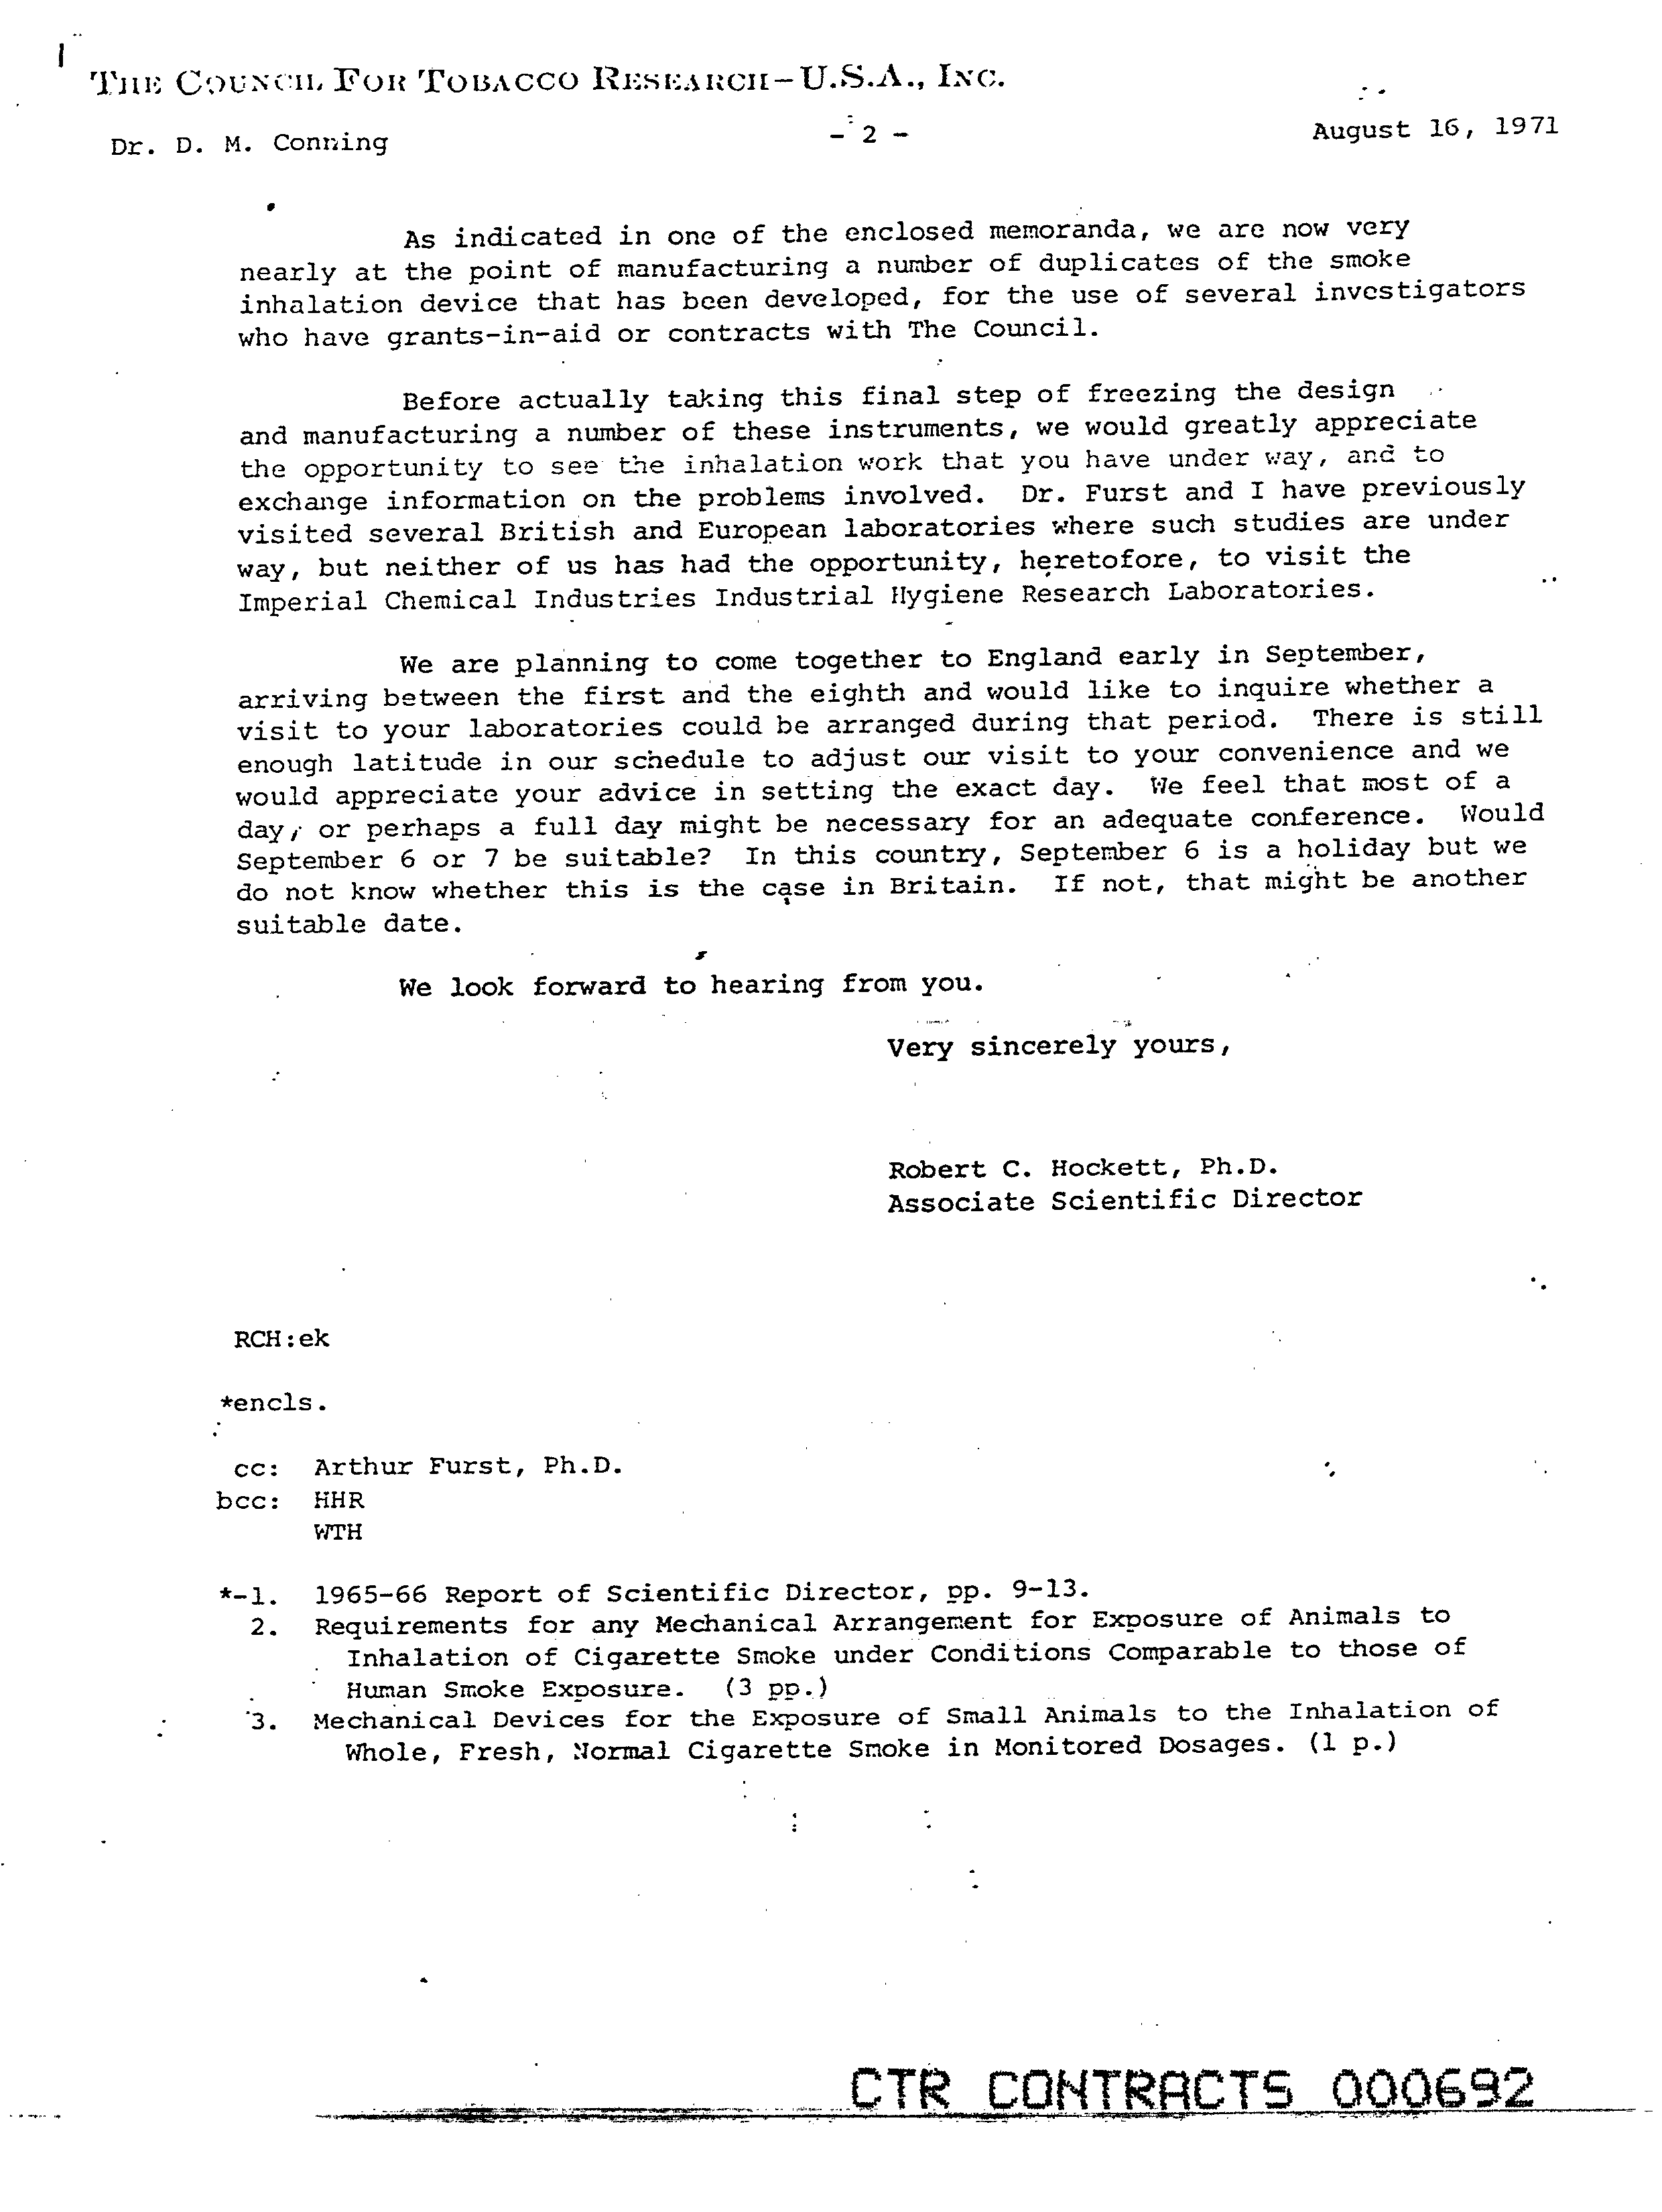 THE COUNCIL FOR TOBACCO RESEARCH-U.S.A., INC.
Dr. D. M. Conning - 2 - August 16, 1971
As indicated in one of the enclosed memoranda, we are now very
nearly at the point of manufacturing a number of duplicates of the smoke
inhalation device that has been developed, for the use of several investigators
who have grants-in-aid or contracts with The Council.
Before actually taking this final step of freezing the design
and manufacturing a number of these instruments, we would greatly appreciate
the opportunity to see the inhalation work that you have under way, and to
exchange information on the problems involved. Dr. Furst and I have previously
visited several British and European laboratories where such studies are under
way, but neither of us has had the opportunity, heretofore, to visit the
Imperial Chemical Industries Industrial Hygiene Research Laboratories.
We are planning to come together to England early in September,
arriving between the first and the eighth and would like to inquire whether a
visit to your laboratories could be arranged during that period. There is still
enough latitude in our schedule to adjust our visit to your convenience and we
would appreciate your advice in setting the exact day. We feel that most of a
day, or perhaps a full day might be necessary for an adequate conference. Would
September 6 or 7 be suitable? In this country, September 6 is a holiday but we
do not know whether this is the case in Britain. If not, that might be another
suitable date.
We look forward to hearing from you.
Very sincerely yours,
Robert C. Hockett, Ph.D.
Associate Scientific Director
RCH:ek
*encls.
cc: Arthur Furst, Ph.D.
bcc: HHR
WTH
*-1. 1965-66 Report of Scientific Director, pp. 9-13.
2. Requirements for any Mechanical Arrangement for Exposure of Animals to
Inhalation of Cigarette Smoke under Conditions Comparable to those of
Human Smoke Exposure. (3 pp.)
3. Mechanical Devices for the Exposure of Small Animals to the Inhalation of
Whole, Fresh, Normal Cigarette Smoke in Monitored Dosages. (1 p.)
CTR CONTRACTS 000692